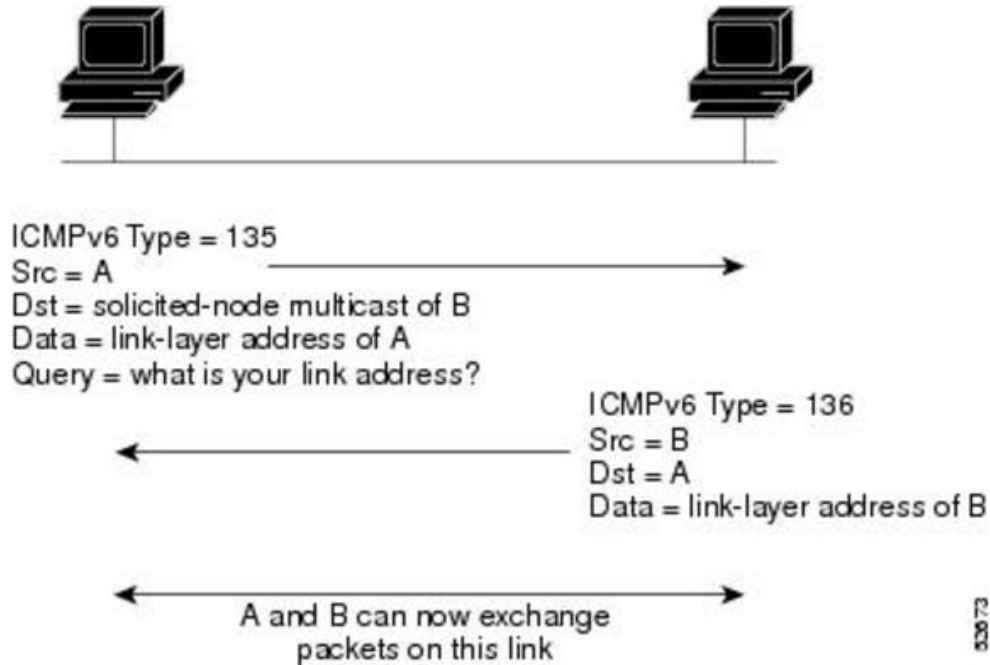 ICMPv6 Type = 135
Src = A
Dst = solicited-node multicast of B
Data = link-layer address of A
Query = what is your link address?
ICMPv6 Type = 136
Src = B
Dst = A
Data = link-layer address of B
A and B can now exchange
packets on this link
52673